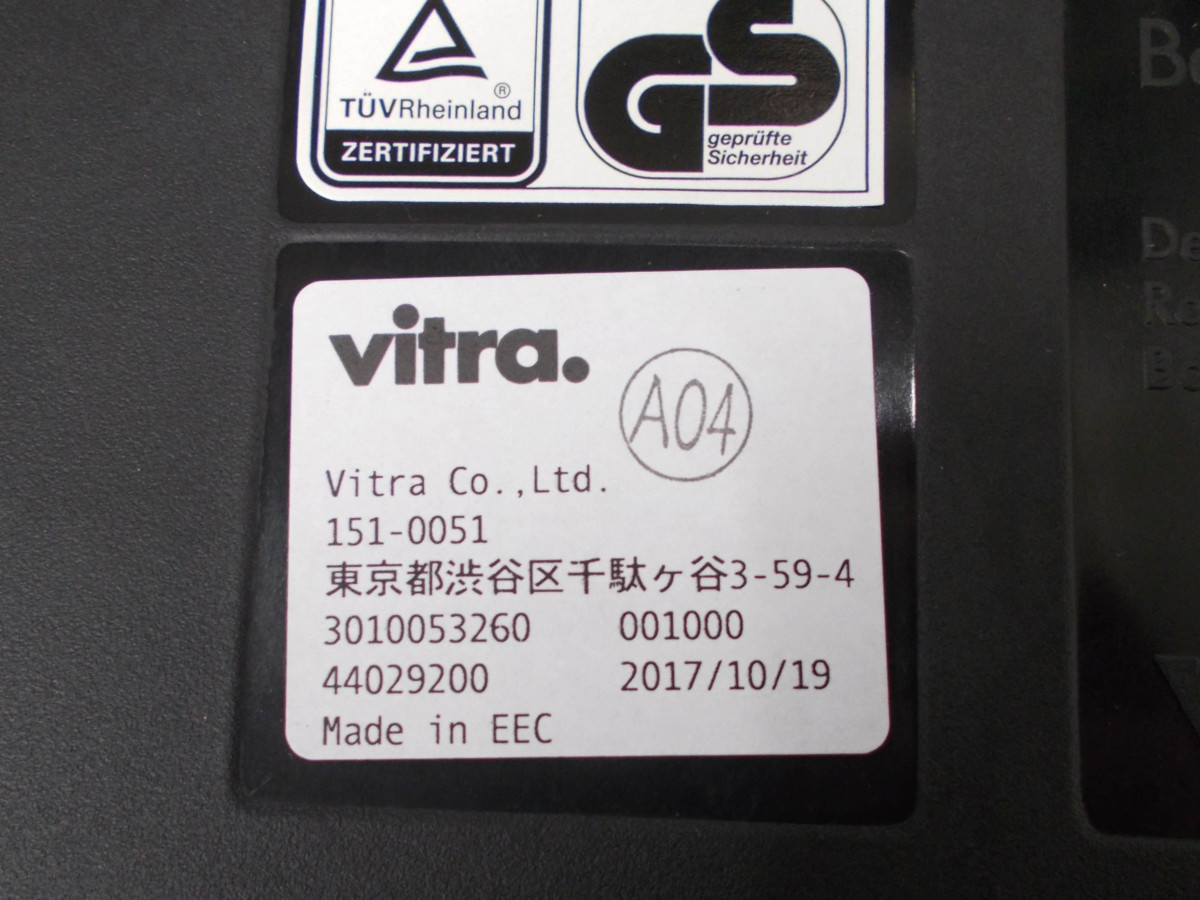 TÜVRheinland®
ZERTIFIZIERT
GS
geprüfte
Sicherheit
vitra.
A04
Vitra Co.,Ltd.
151-0051
東京都渋谷区千駄ヶ谷3-59-4
3010053260 001000
44029200 2017/10/19
Made in EEC